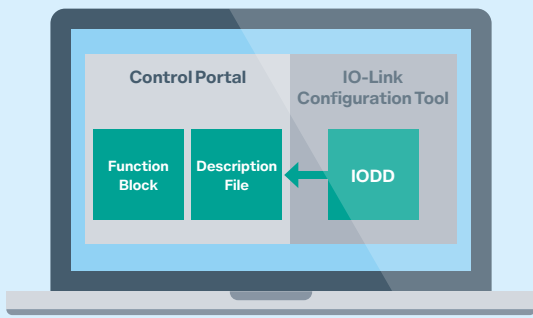 Control Portal
IO-Link
Configuration Tool
Function
Block
Description
File
IODD